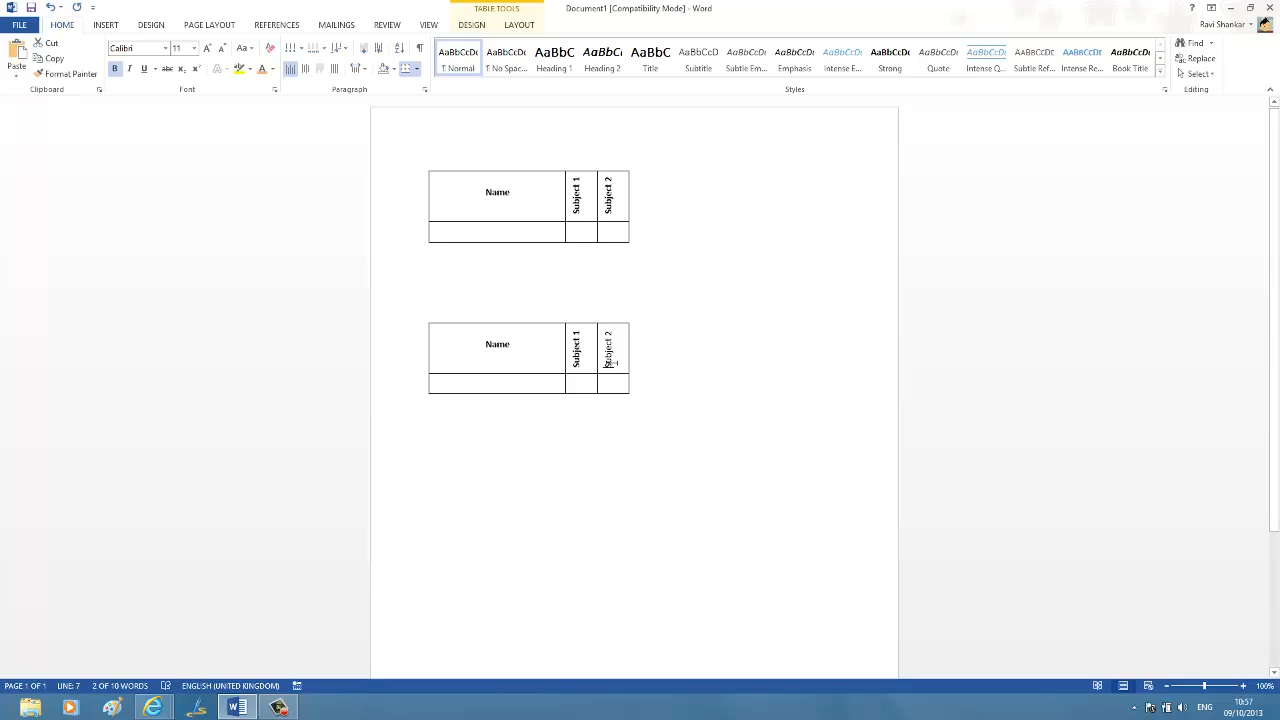 TABLE TOOLS
Document1 [Compatibility Mode] - Word
FILE HOME INSERT DESIGN PAGE LAYOUT REFERENCES MAILINGS REVIEW VIEW DESIGN LAYOUT
Ravi Shankar
Paste
Cut
Copy
Format Painter
Clipboard
Calibri 11
B I U abc x₂ x²
Font
Paragraph
AaBbCcDc AaBbCcDc AaBbC AaBbCc AaBbC AaBbCcD AaBbCcDc AaBbCcDc AaBbCcDc AaBbCcDc AaBbCcDc AaBbCcDc AaBbCcDc AaBbCcDc AaBbCcDc
¶ Normal ¶ No Spac... Heading 1 Heading 2 Title Subtitle Subtle Em... Emphasis Intense E... Strong Quote Intense Q... Subtle Ref... Intense Re... Book Title
Styles
Find
Replace
Select
Editing
Name Subject 1 Subject 2
Name Subject 1 Subject 2
PAGE 1 OF 1 LINE: 7 2 OF 10 WORDS ENGLISH (UNITED KINGDOM) 100%
ENG
10:57
09/10/2013